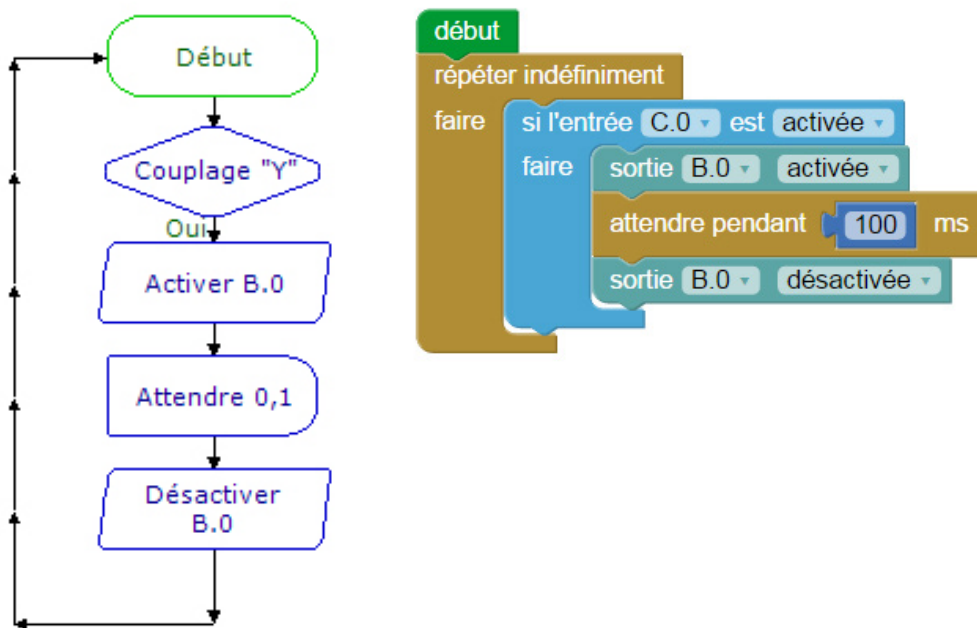 Début
Couplage "Y"
Oui
Activer B.0
Attendre 0,1
Désactiver
B.0
début
répéter indéfiniment
faire si l'entrée C.0 est activée
faire sortie B.0 activée
attendre pendant 100 ms
sortie B.0 désactivée